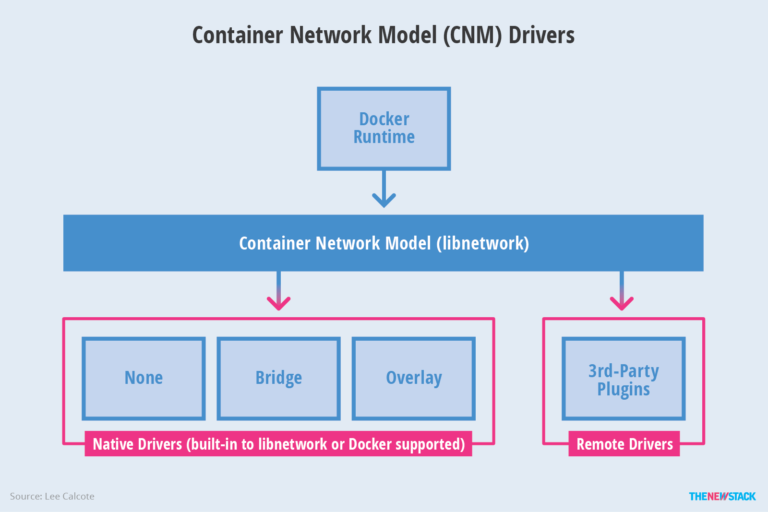 Container Network Model (CNM) Drivers
Docker
Runtime
Container Network Model (libnetwork)
None
Bridge
Overlay
3rd-Party
Plugins
Native Drivers (built-in to libnetwork or Docker supported)
Remote Drivers
Source: Lee Calcote
THENEWSTACK